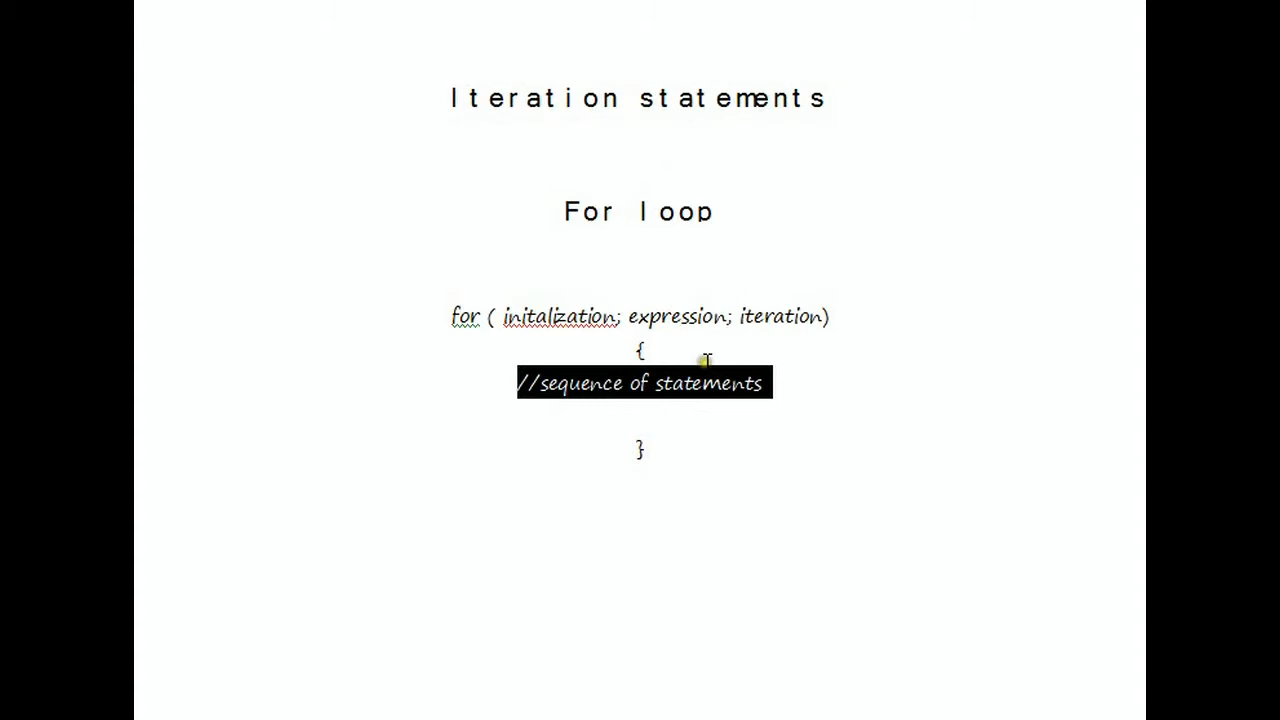 Iteration statements
For loop
for ( initalization; expression; iteration)
{
//sequence of statements
}